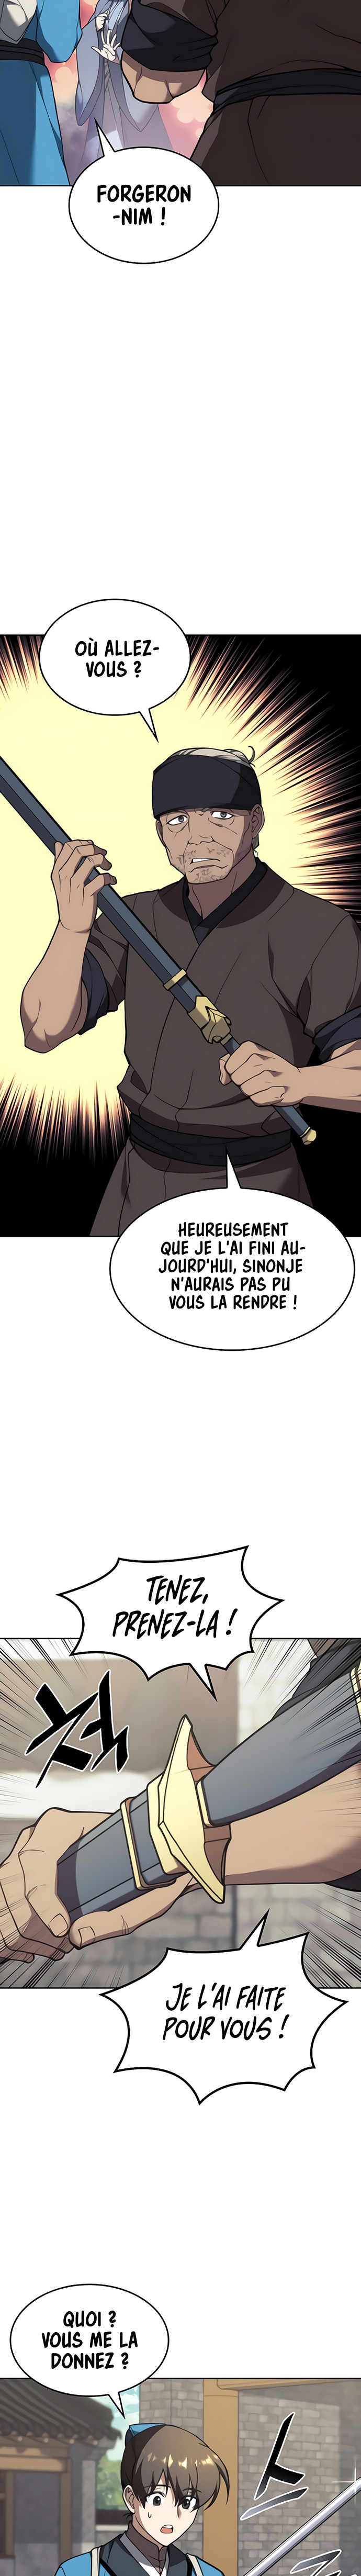 FORGERON
-NIM !
OÙ ALLEZ-
VOUS ?
HEUREUSEMENT
QUE JE L'AI FINI AU-
JOURD'HUI, SINONJE
N'AURAIS PAS PU
VOUS LA RENDRE !
TENEZ,
PRENEZ-LA !
JE L'AI FAITE
POUR VOUS !
QUOI ?
VOUS ME LA
DONNEZ ?